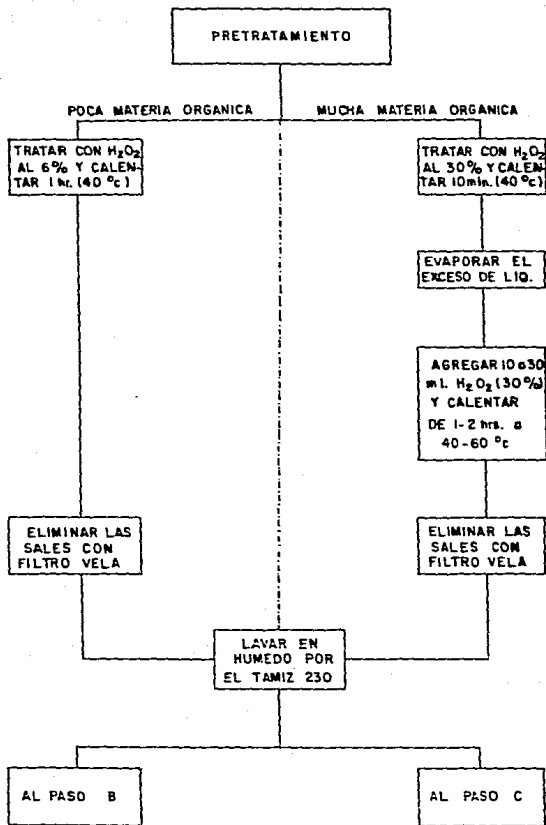 PRETRATAMIENTO
POCA MATERIA ORGANICA
MUCHA MATERIA ORGANICA
TRATAR CON H₂O₂
AL 6% Y CALEN-
TAR 1 hr. (40 °c)
TRATAR CON H₂O₂
AL 30% Y CALEN-
TAR 10 min. (40 °c)
EVAPORAR EL
EXCESO DE LIQ.
AGREGAR 10 a 30
ml. H₂O₂ (30%)
Y CALENTAR
DE 1-2 hrs. a
40-60 °c
ELIMINAR LAS
SALES CON
FILTRO VELA
ELIMINAR LAS
SALES CON
FILTRO VELA
LAVAR EN
HUMEDO POR
EL TAMIZ 230
AL PASO B
AL PASO C